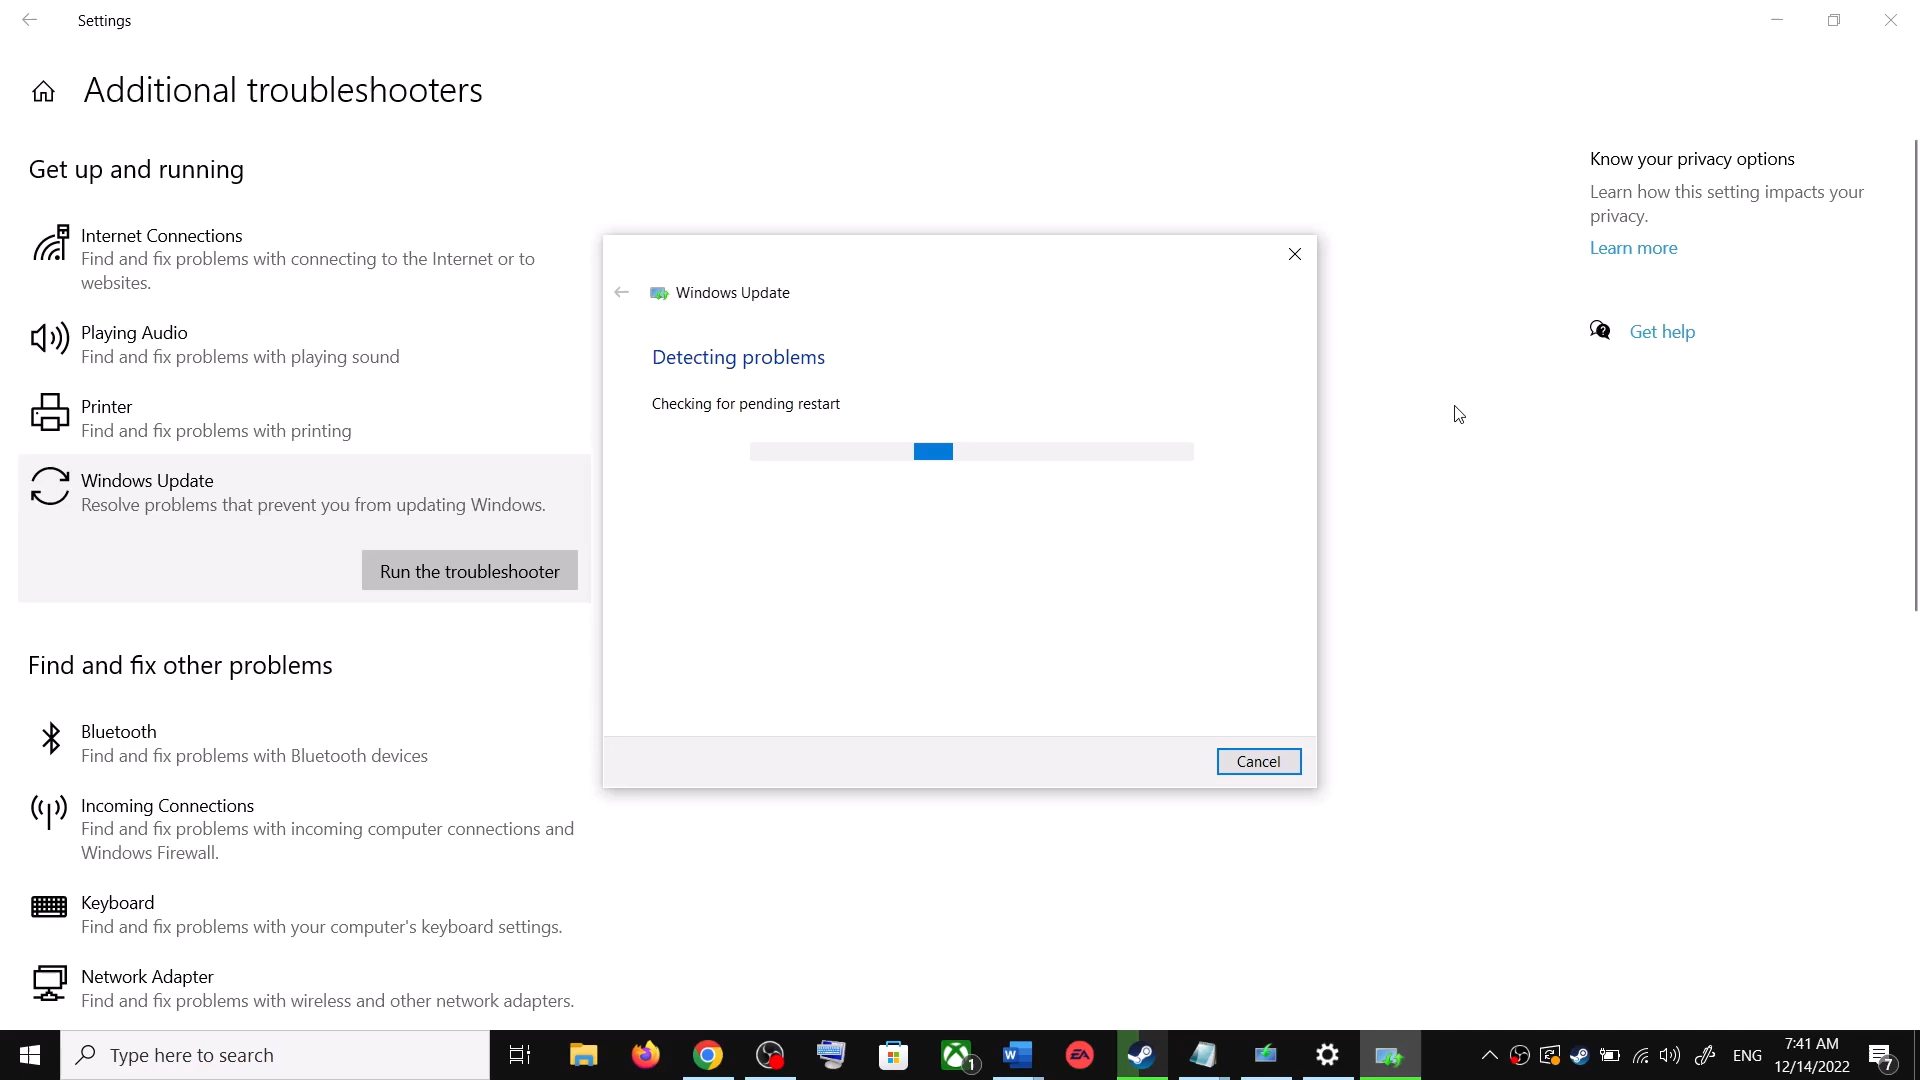 Settings
Additional troubleshooters
Get up and running
Internet Connections
Find and fix problems with connecting to the Internet or to
websites.
Playing Audio
Find and fix problems with playing sound
Printer
Find and fix problems with printing
Windows Update
Resolve problems that prevent you from updating Windows.
Run the troubleshooter
Find and fix other problems
Bluetooth
Find and fix problems with Bluetooth devices
Incoming Connections
Find and fix problems with incoming computer connections and
Windows Firewall.
Keyboard
Find and fix problems with your computer's keyboard settings.
Network Adapter
Find and fix problems with wireless and other network adapters.
Windows Update
Detecting problems
Checking for pending restart
Cancel
Know your privacy options
Learn how this setting impacts your
privacy.
Learn more
Get help
Type here to search
1
W
EA
ENG
7:41 AM
12/14/2022
7